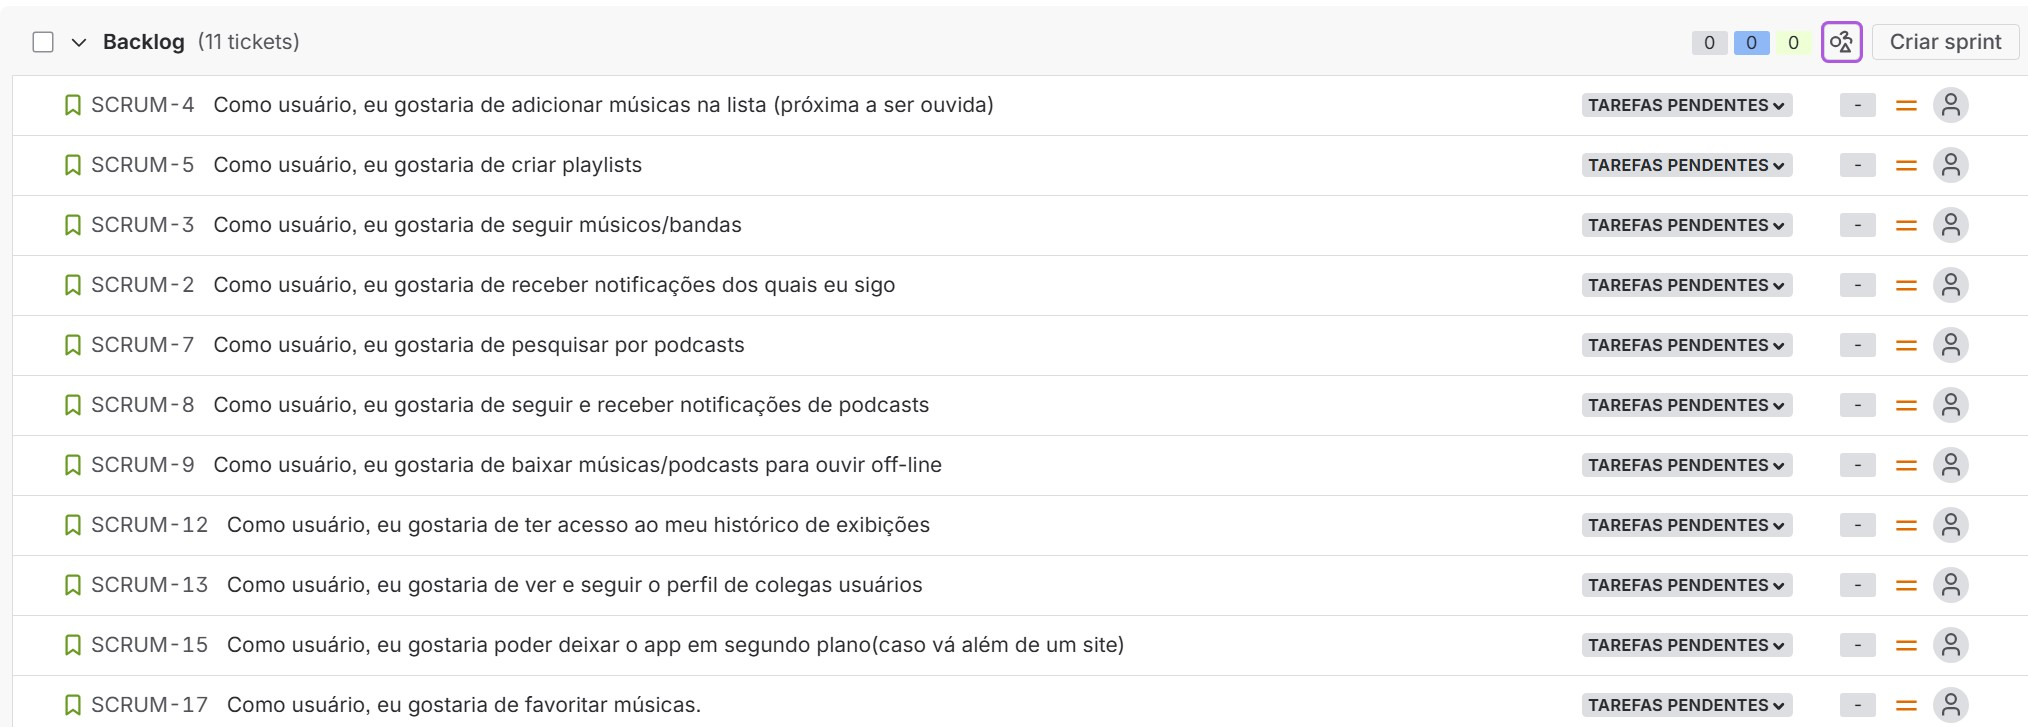 Backlog (11 tickets) 0 0 0 Criar sprint
SCRUM-4 Como usuário, eu gostaria de adicionar músicas na lista (próxima a ser ouvida) TAREFAS PENDENTES -
SCRUM-5 Como usuário, eu gostaria de criar playlists TAREFAS PENDENTES -
SCRUM-3 Como usuário, eu gostaria de seguir músicos/bandas TAREFAS PENDENTES -
SCRUM-2 Como usuário, eu gostaria de receber notificações dos quais eu sigo TAREFAS PENDENTES -
SCRUM-7 Como usuário, eu gostaria de pesquisar por podcasts TAREFAS PENDENTES -
SCRUM-8 Como usuário, eu gostaria de seguir e receber notificações de podcasts TAREFAS PENDENTES -
SCRUM-9 Como usuário, eu gostaria de baixar músicas/podcasts para ouvir off-line TAREFAS PENDENTES -
SCRUM-12 Como usuário, eu gostaria de ter acesso ao meu histórico de exibições TAREFAS PENDENTES -
SCRUM-13 Como usuário, eu gostaria de ver e seguir o perfil de colegas usuários TAREFAS PENDENTES -
SCRUM-15 Como usuário, eu gostaria poder deixar o app em segundo plano(caso vá além de um site) TAREFAS PENDENTES -
SCRUM-17 Como usuário, eu gostaria de favoritar músicas. TAREFAS PENDENTES -